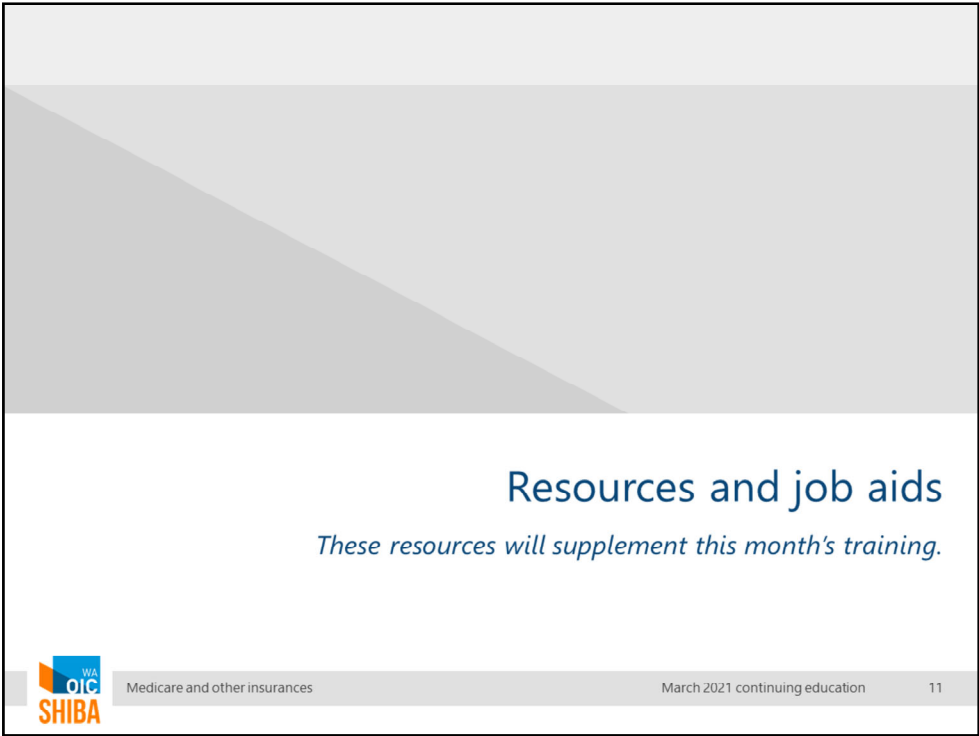 Resources and job aids
These resources will supplement this month's training.
WA
OIC
SHIBA
Medicare and other insurances
March 2021 continuing education
11